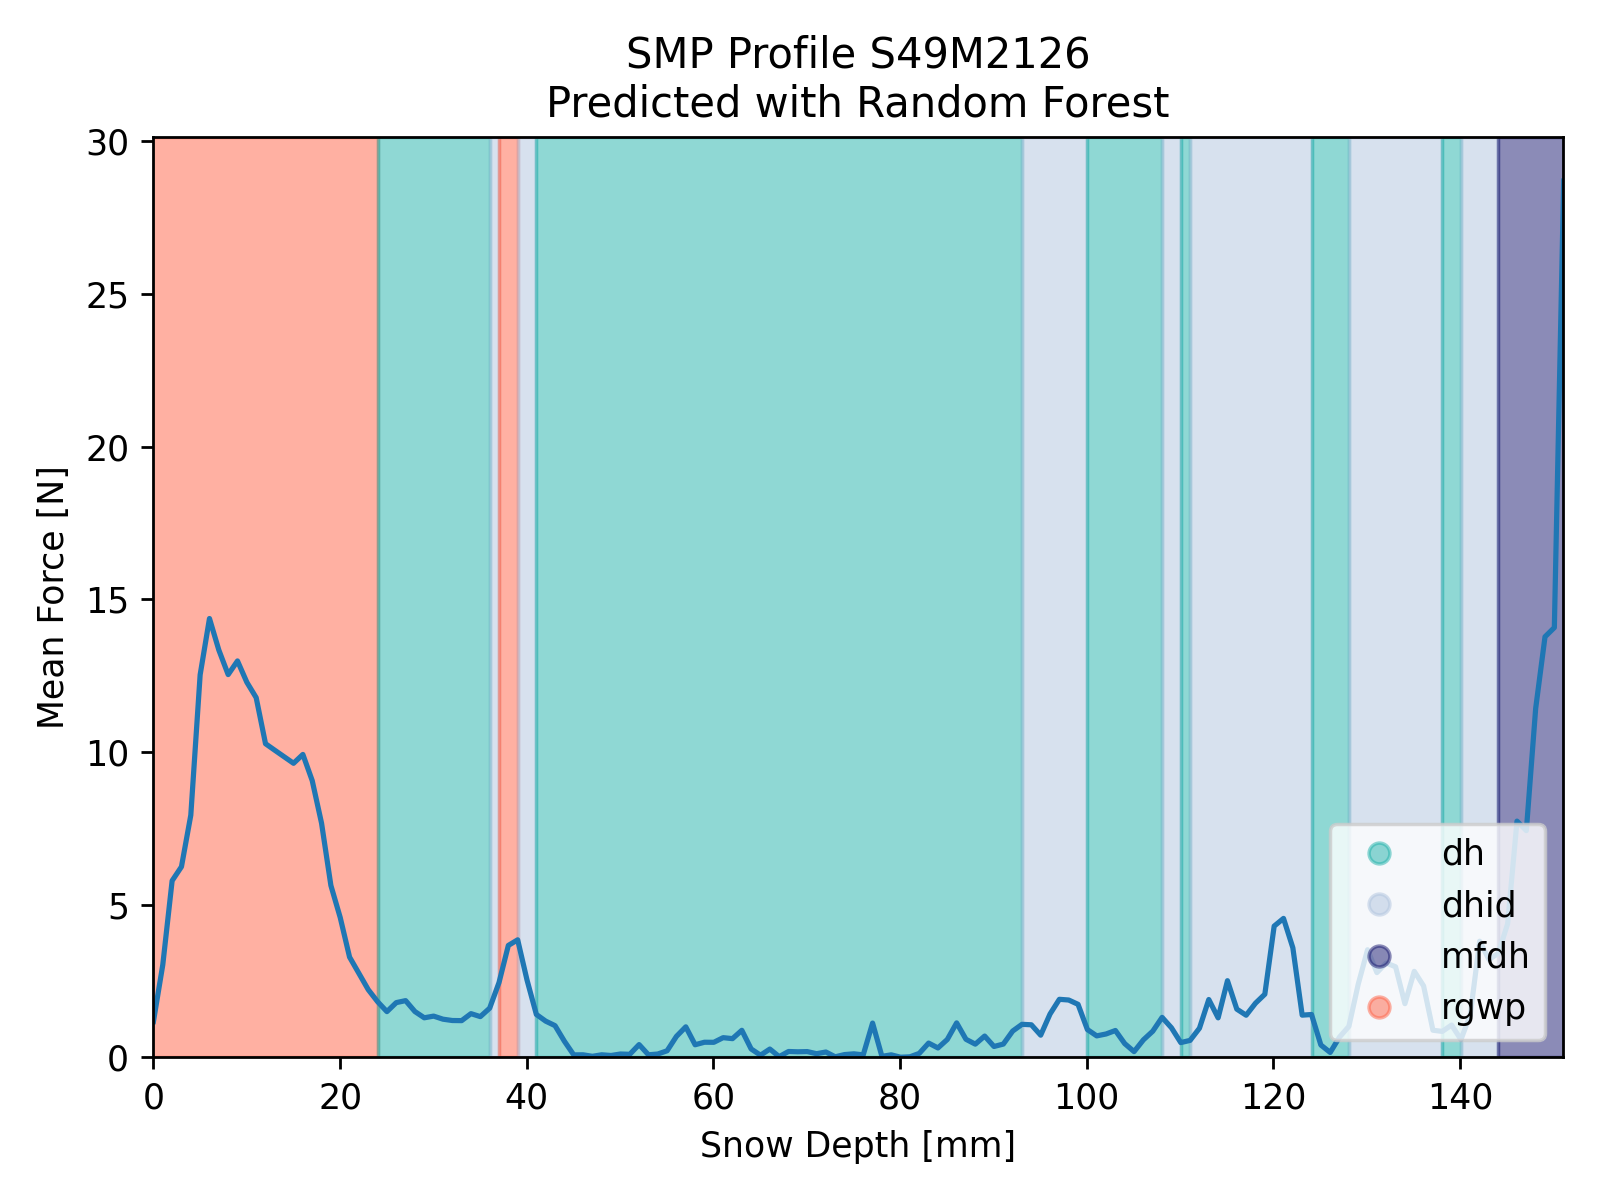 SMP Profile S49M2126
Predicted with Random Forest
Mean Force [N]
30
25
20
15
10
5
0
0 20 40 60 80 100 120 140
Snow Depth [mm]
dh
dhid
mfdh
rgwp